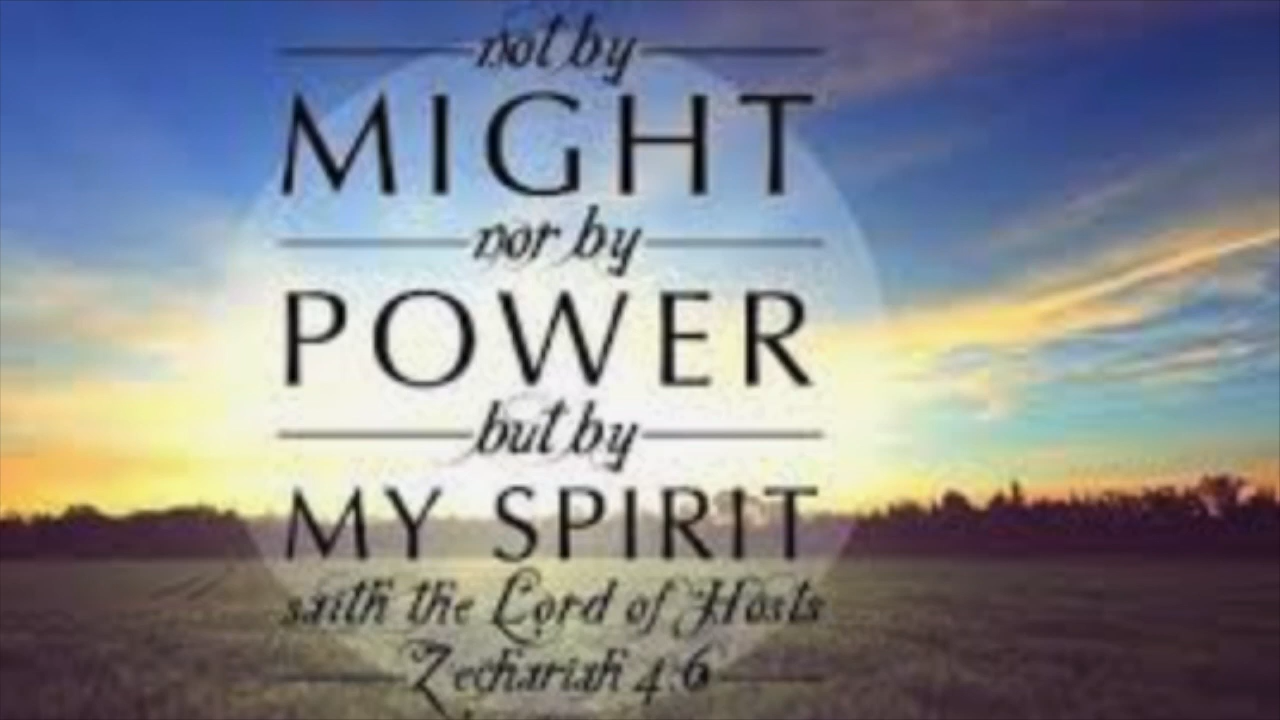 not by
MIGHT
nor by
POWER
but by
MY SPIRIT
saith the Lord of Hosts
Zechariah 4:6